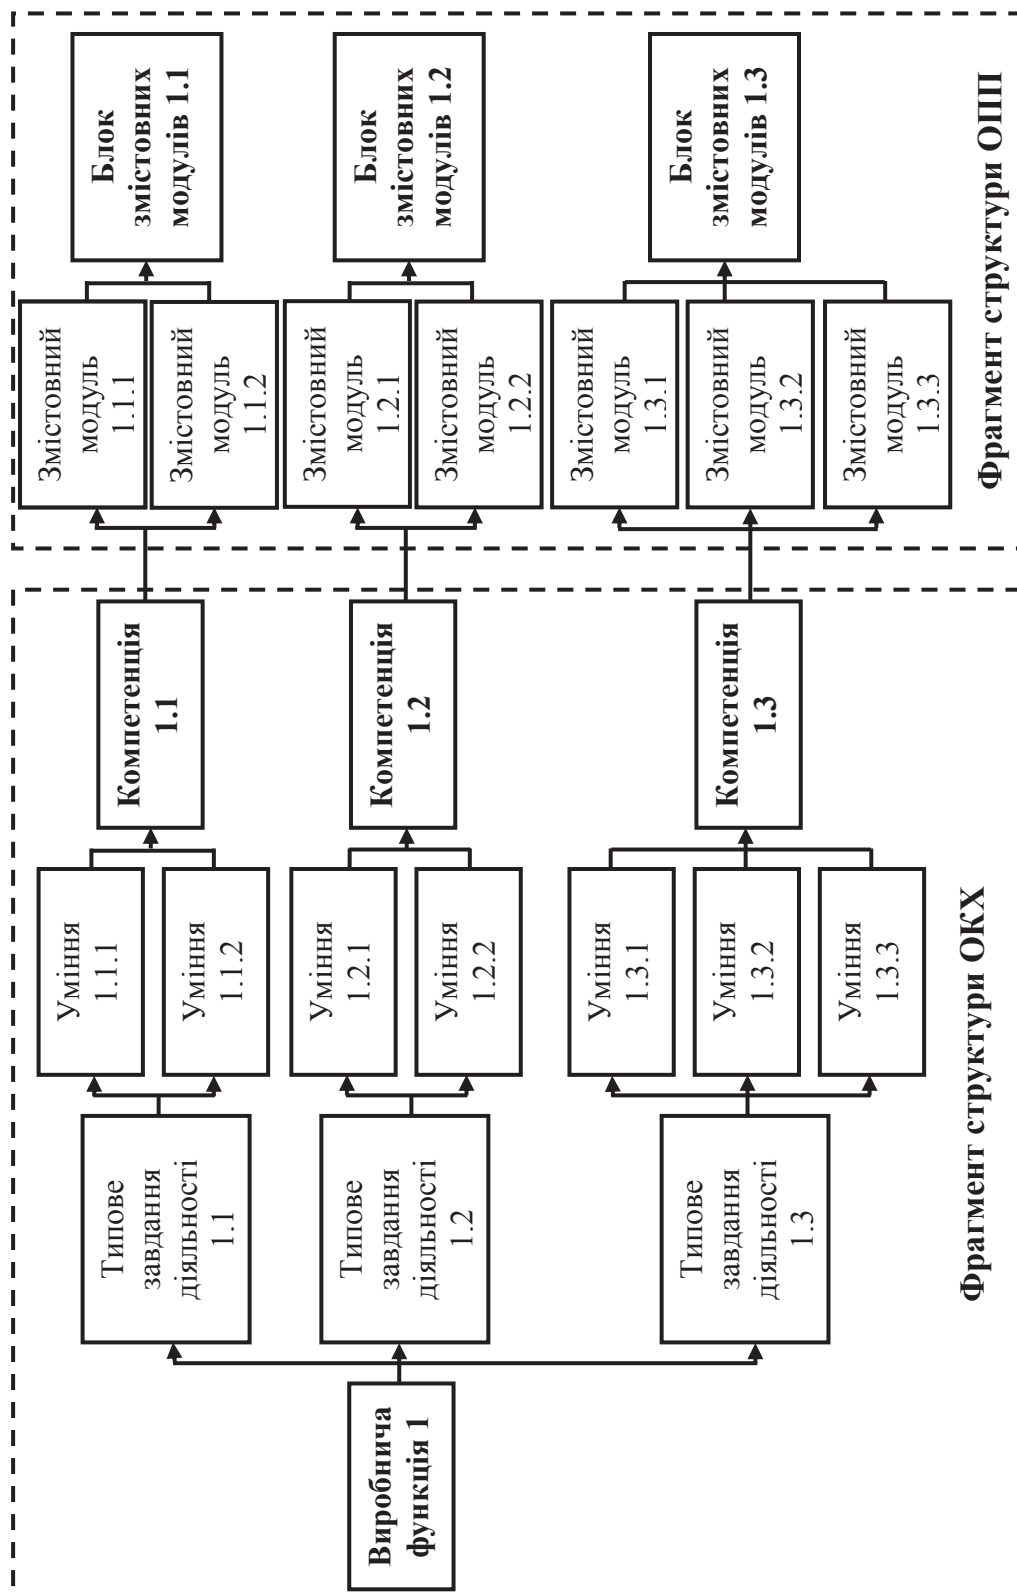 Виробнича
функція 1
Типове
завдання
діяльності
1.1
Типове
завдання
діяльності
1.2
Типове
завдання
діяльності
1.3
Уміння
1.1.1
Уміння
1.1.2
Уміння
1.2.1
Уміння
1.2.2
Уміння
1.3.1
Уміння
1.3.2
Уміння
1.3.3
Компетенція
1.1
Компетенція
1.2
Компетенція
1.3
Фрагмент структури ОКХ
Змістовний
модуль
1.1.1
Змістовний
модуль
1.1.2
Змістовний
модуль
1.2.1
Змістовний
модуль
1.2.2
Змістовний
модуль
1.3.1
Змістовний
модуль
1.3.2
Змістовний
модуль
1.3.3
Блок
змістовних
модулів 1.1
Блок
змістовних
модулів 1.2
Блок
змістовних
модулів 1.3
Фрагмент структури ОПП